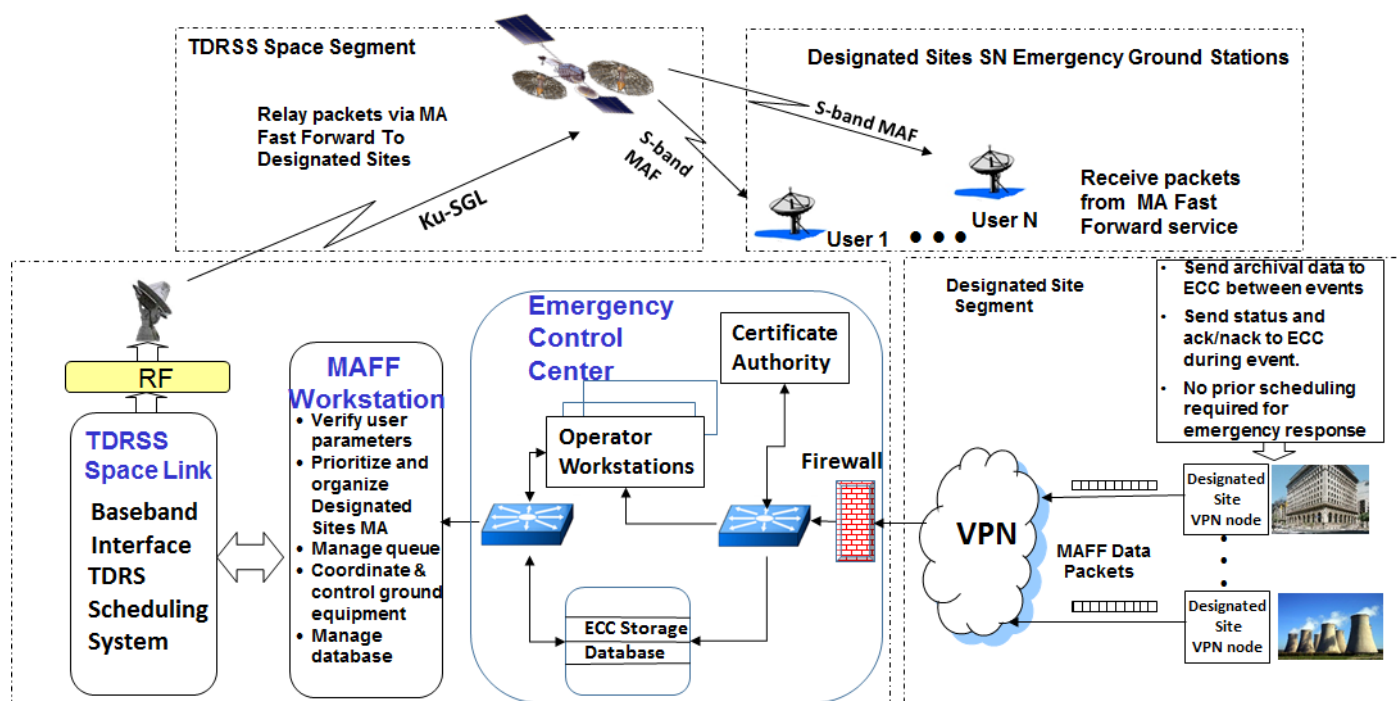 TDRSS Space Segment
Relay packets via MA
Fast Forward To
Designated Sites
Ku-SGL
S-band
MAF
Designated Sites SN Emergency Ground Stations
S-band MAF
User 1
• • •
User N
Receive packets
from MA Fast
Forward service
RF
TDRSS
Space Link
Baseband
Interface
TDRS
Scheduling
System
MAFF
Workstation
• Verify user
parameters
• Prioritize and
organize
Designated
Sites MA
• Manage queue
• Coordinate &
control ground
equipment
• Manage
database
Emergency
Control
Center
Certificate
Authority
Operator
Workstations
Firewall
ECC Storage
Database
Designated Site
Segment
• Send archival data to
ECC between events
• Send status and
ack/nack to ECC
during event.
• No prior scheduling
required for
emergency response
VPN
MAFF Data
Packets
Designated
Site
VPN node
Designated
Site
VPN node